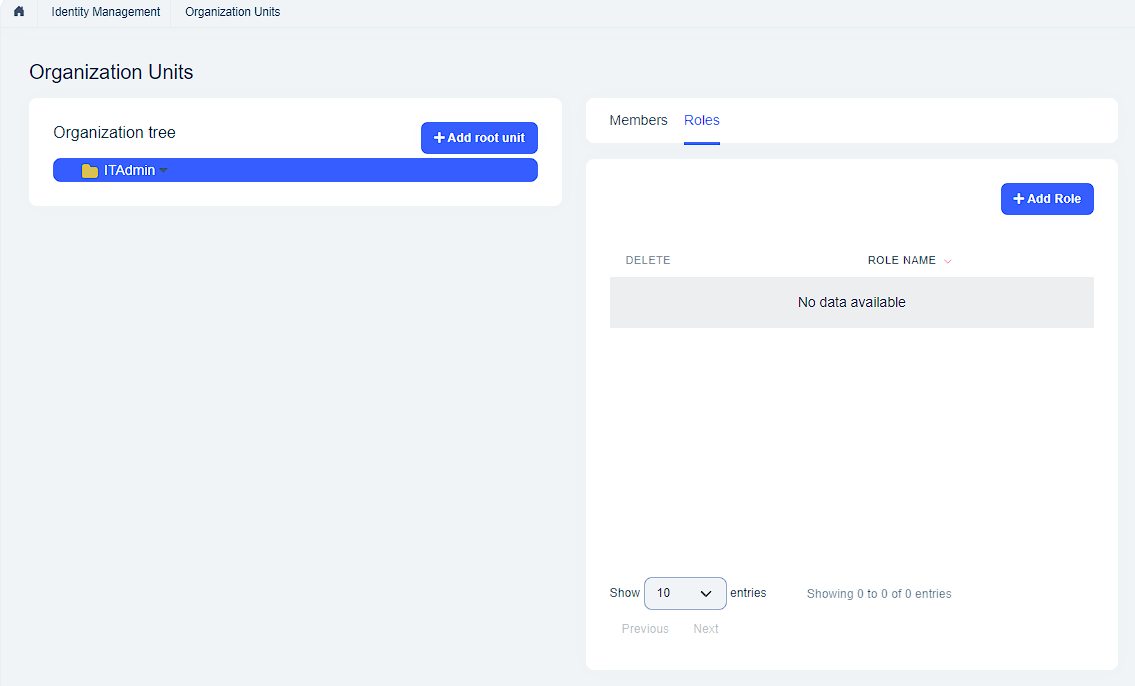 Identity Management Organization Units
Organization Units
Organization tree
Add root unit
ITAdmin
Members Roles
Add Role
DELETE ROLE NAME
No data available
Show 10 entries Showing 0 to 0 of 0 entries
Previous Next